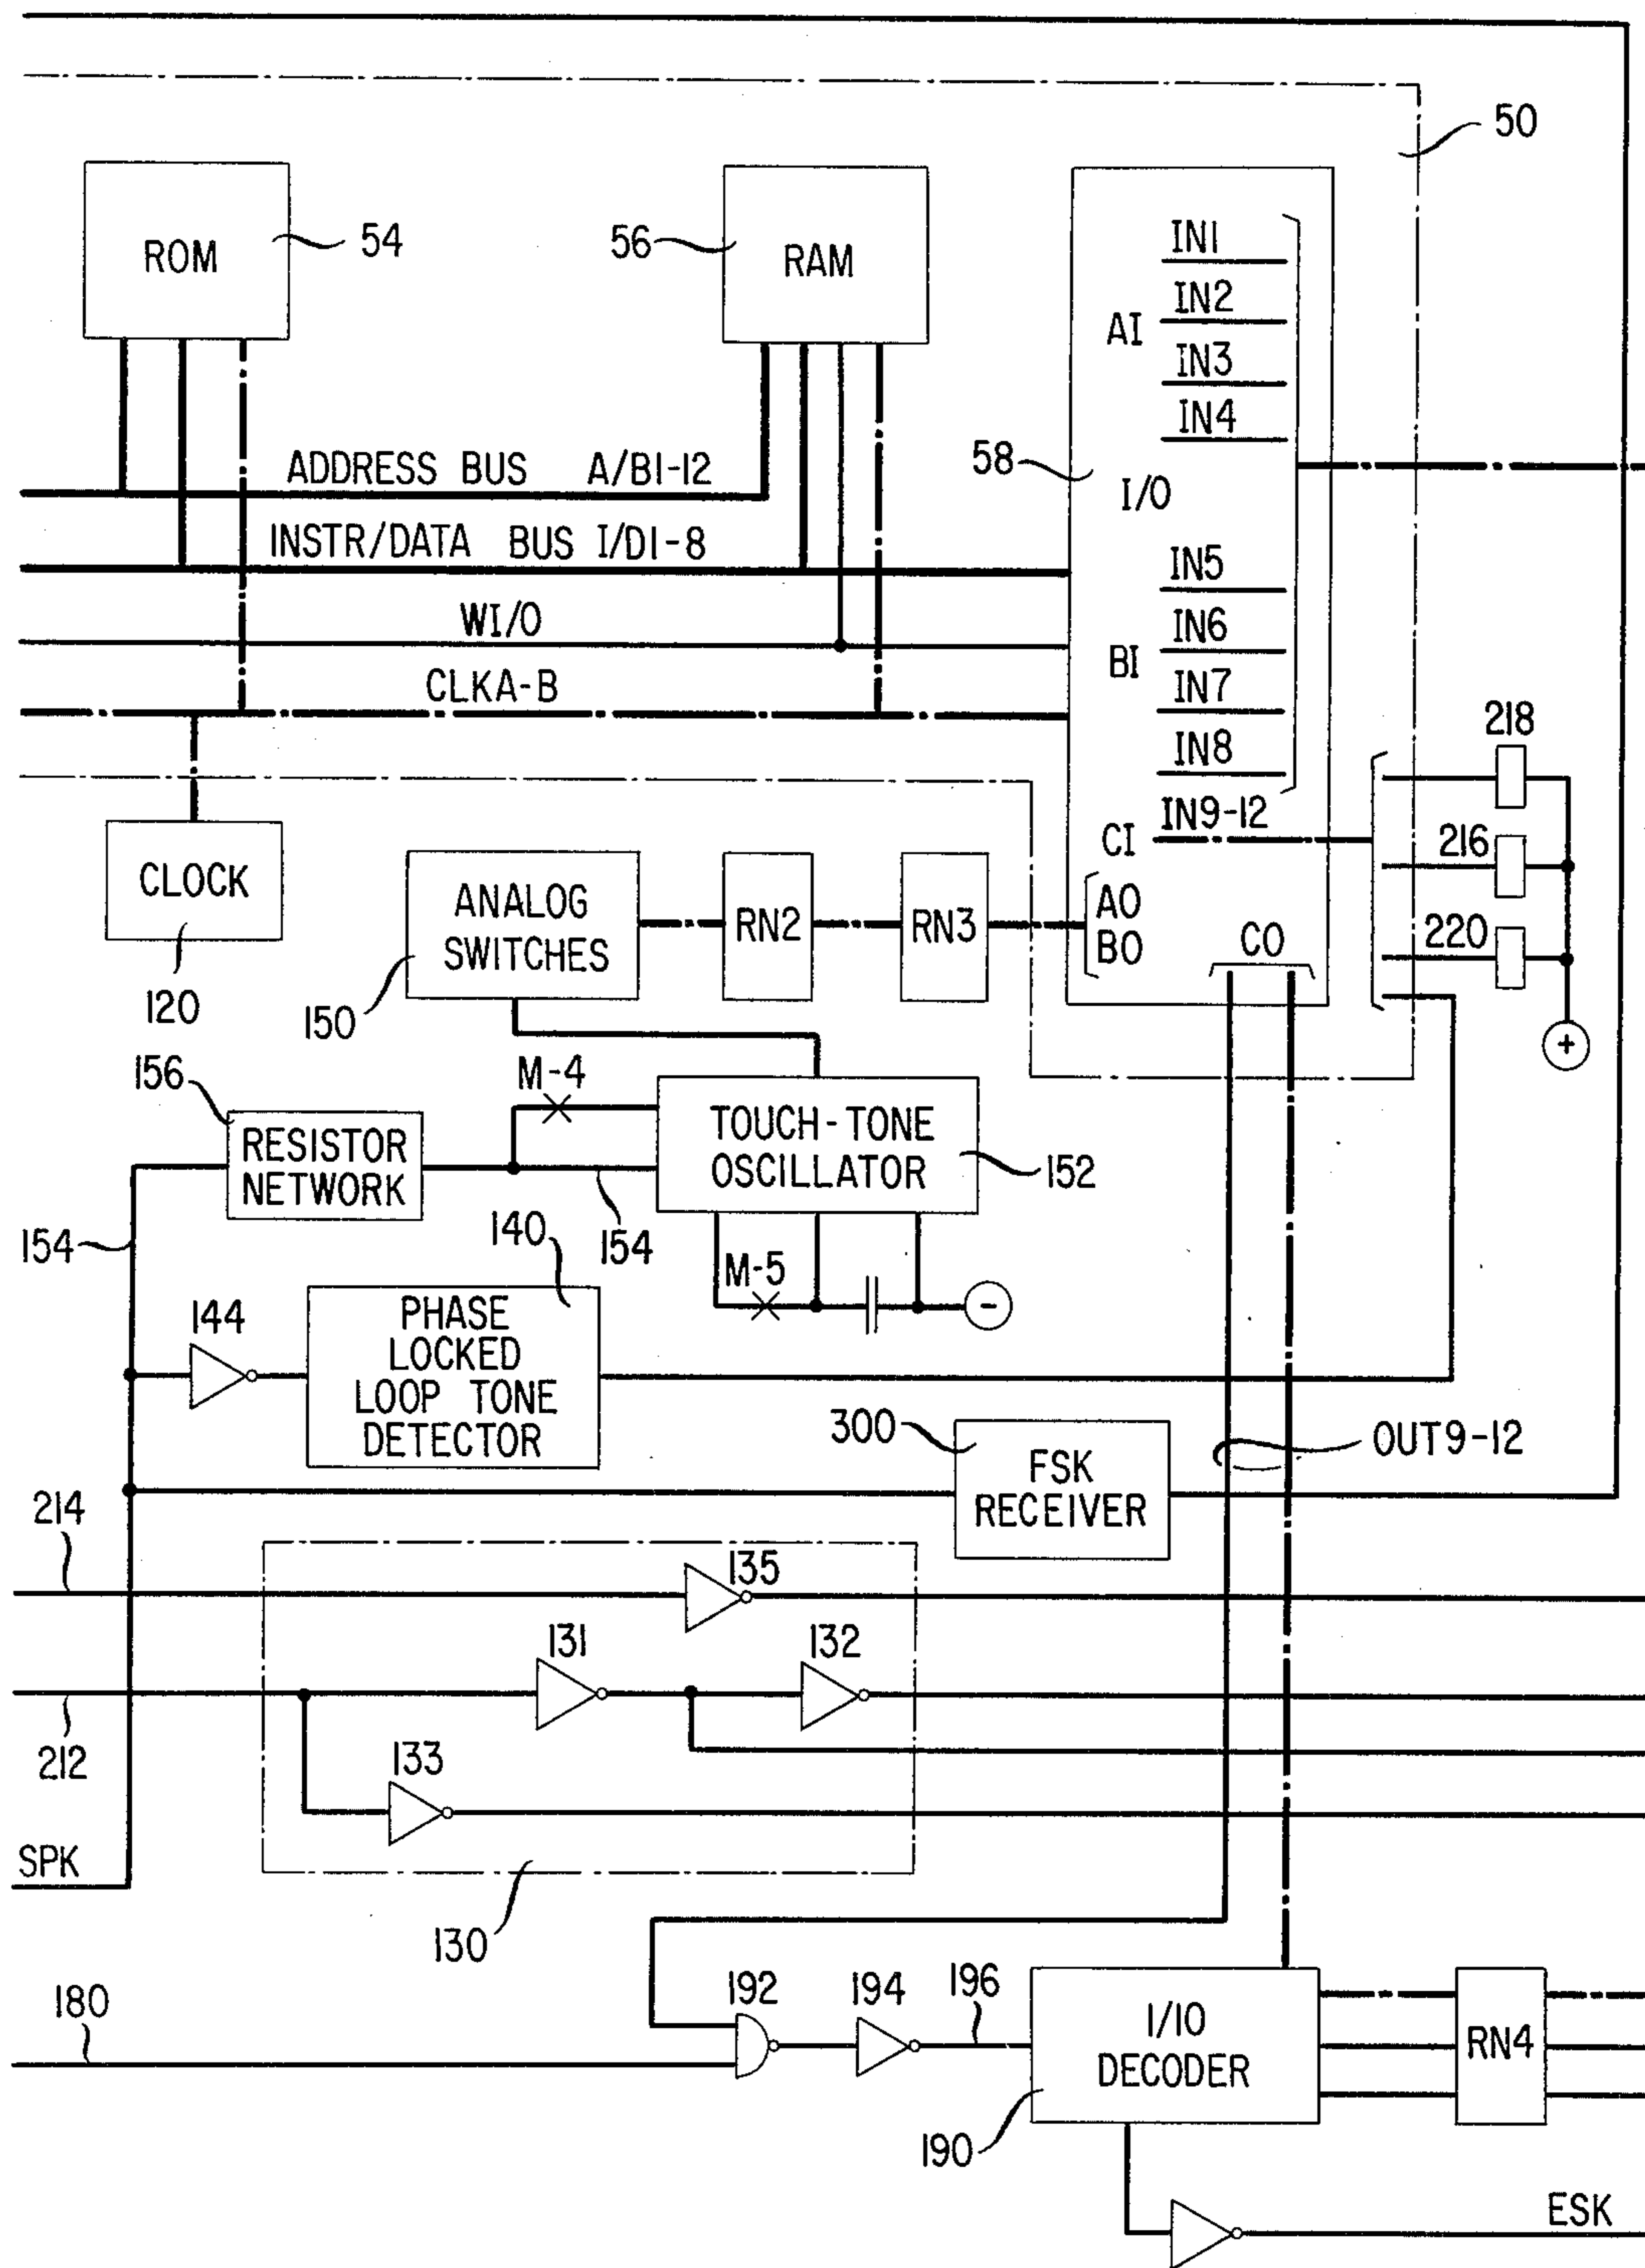 50
ROM
54
56
RAM
IN1
IN2
AI
IN3
IN4
58
I/O
ADDRESS BUS A/B1-12
INSTR/DATA BUS I/D1-8
IN5
WI/O
IN6
BI
CLKA-B
IN7
IN8
218
CI
IN9-12
216
CLOCK
ANALOG
SWITCHES
RN2
RN3
AO
BO
CO
220
120
150
+
156
M-4
RESISTOR
NETWORK
TOUCH-TONE
OSCILLATOR
152
154
140
154
M-5
-
144
PHASE
LOCKED
LOOP TONE
DETECTOR
300
OUT9-12
FSK
RECEIVER
214
135
131
132
212
133
SPK
130
180
192
194
196
1/10
DECODER
RN4
190
ESK